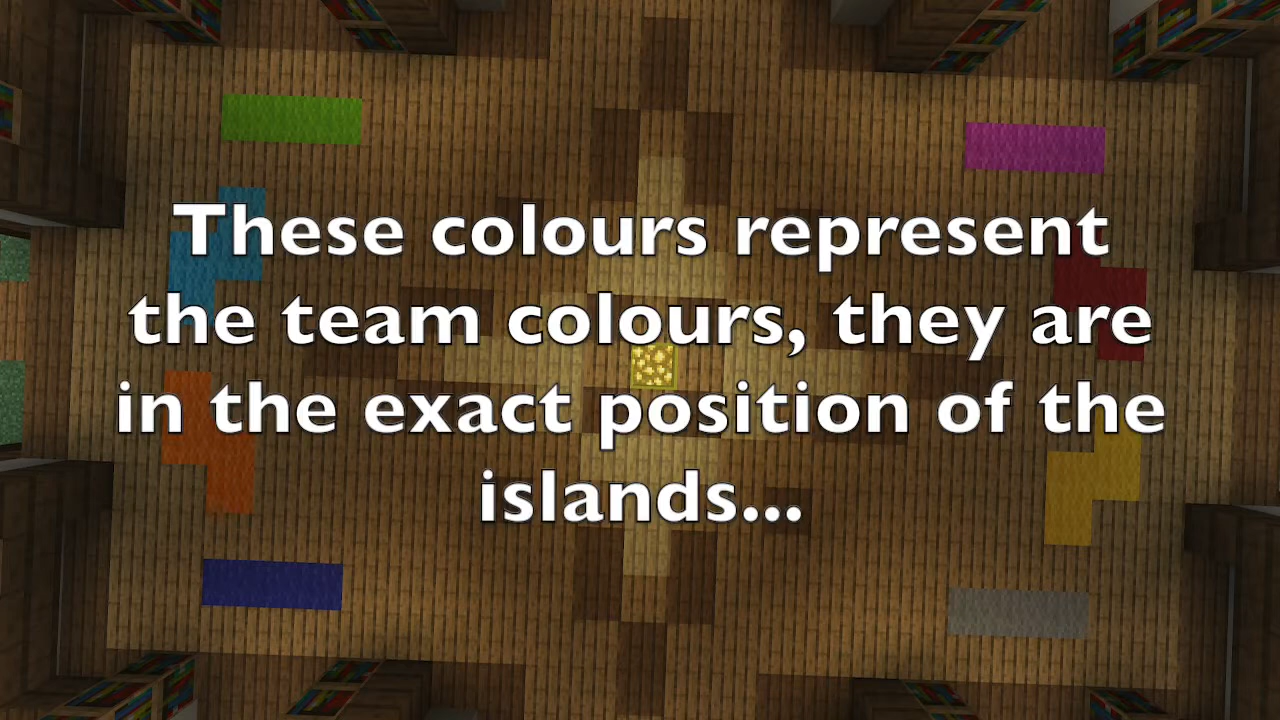 These colours represent
the team colours, they are
in the exact position of the
islands...